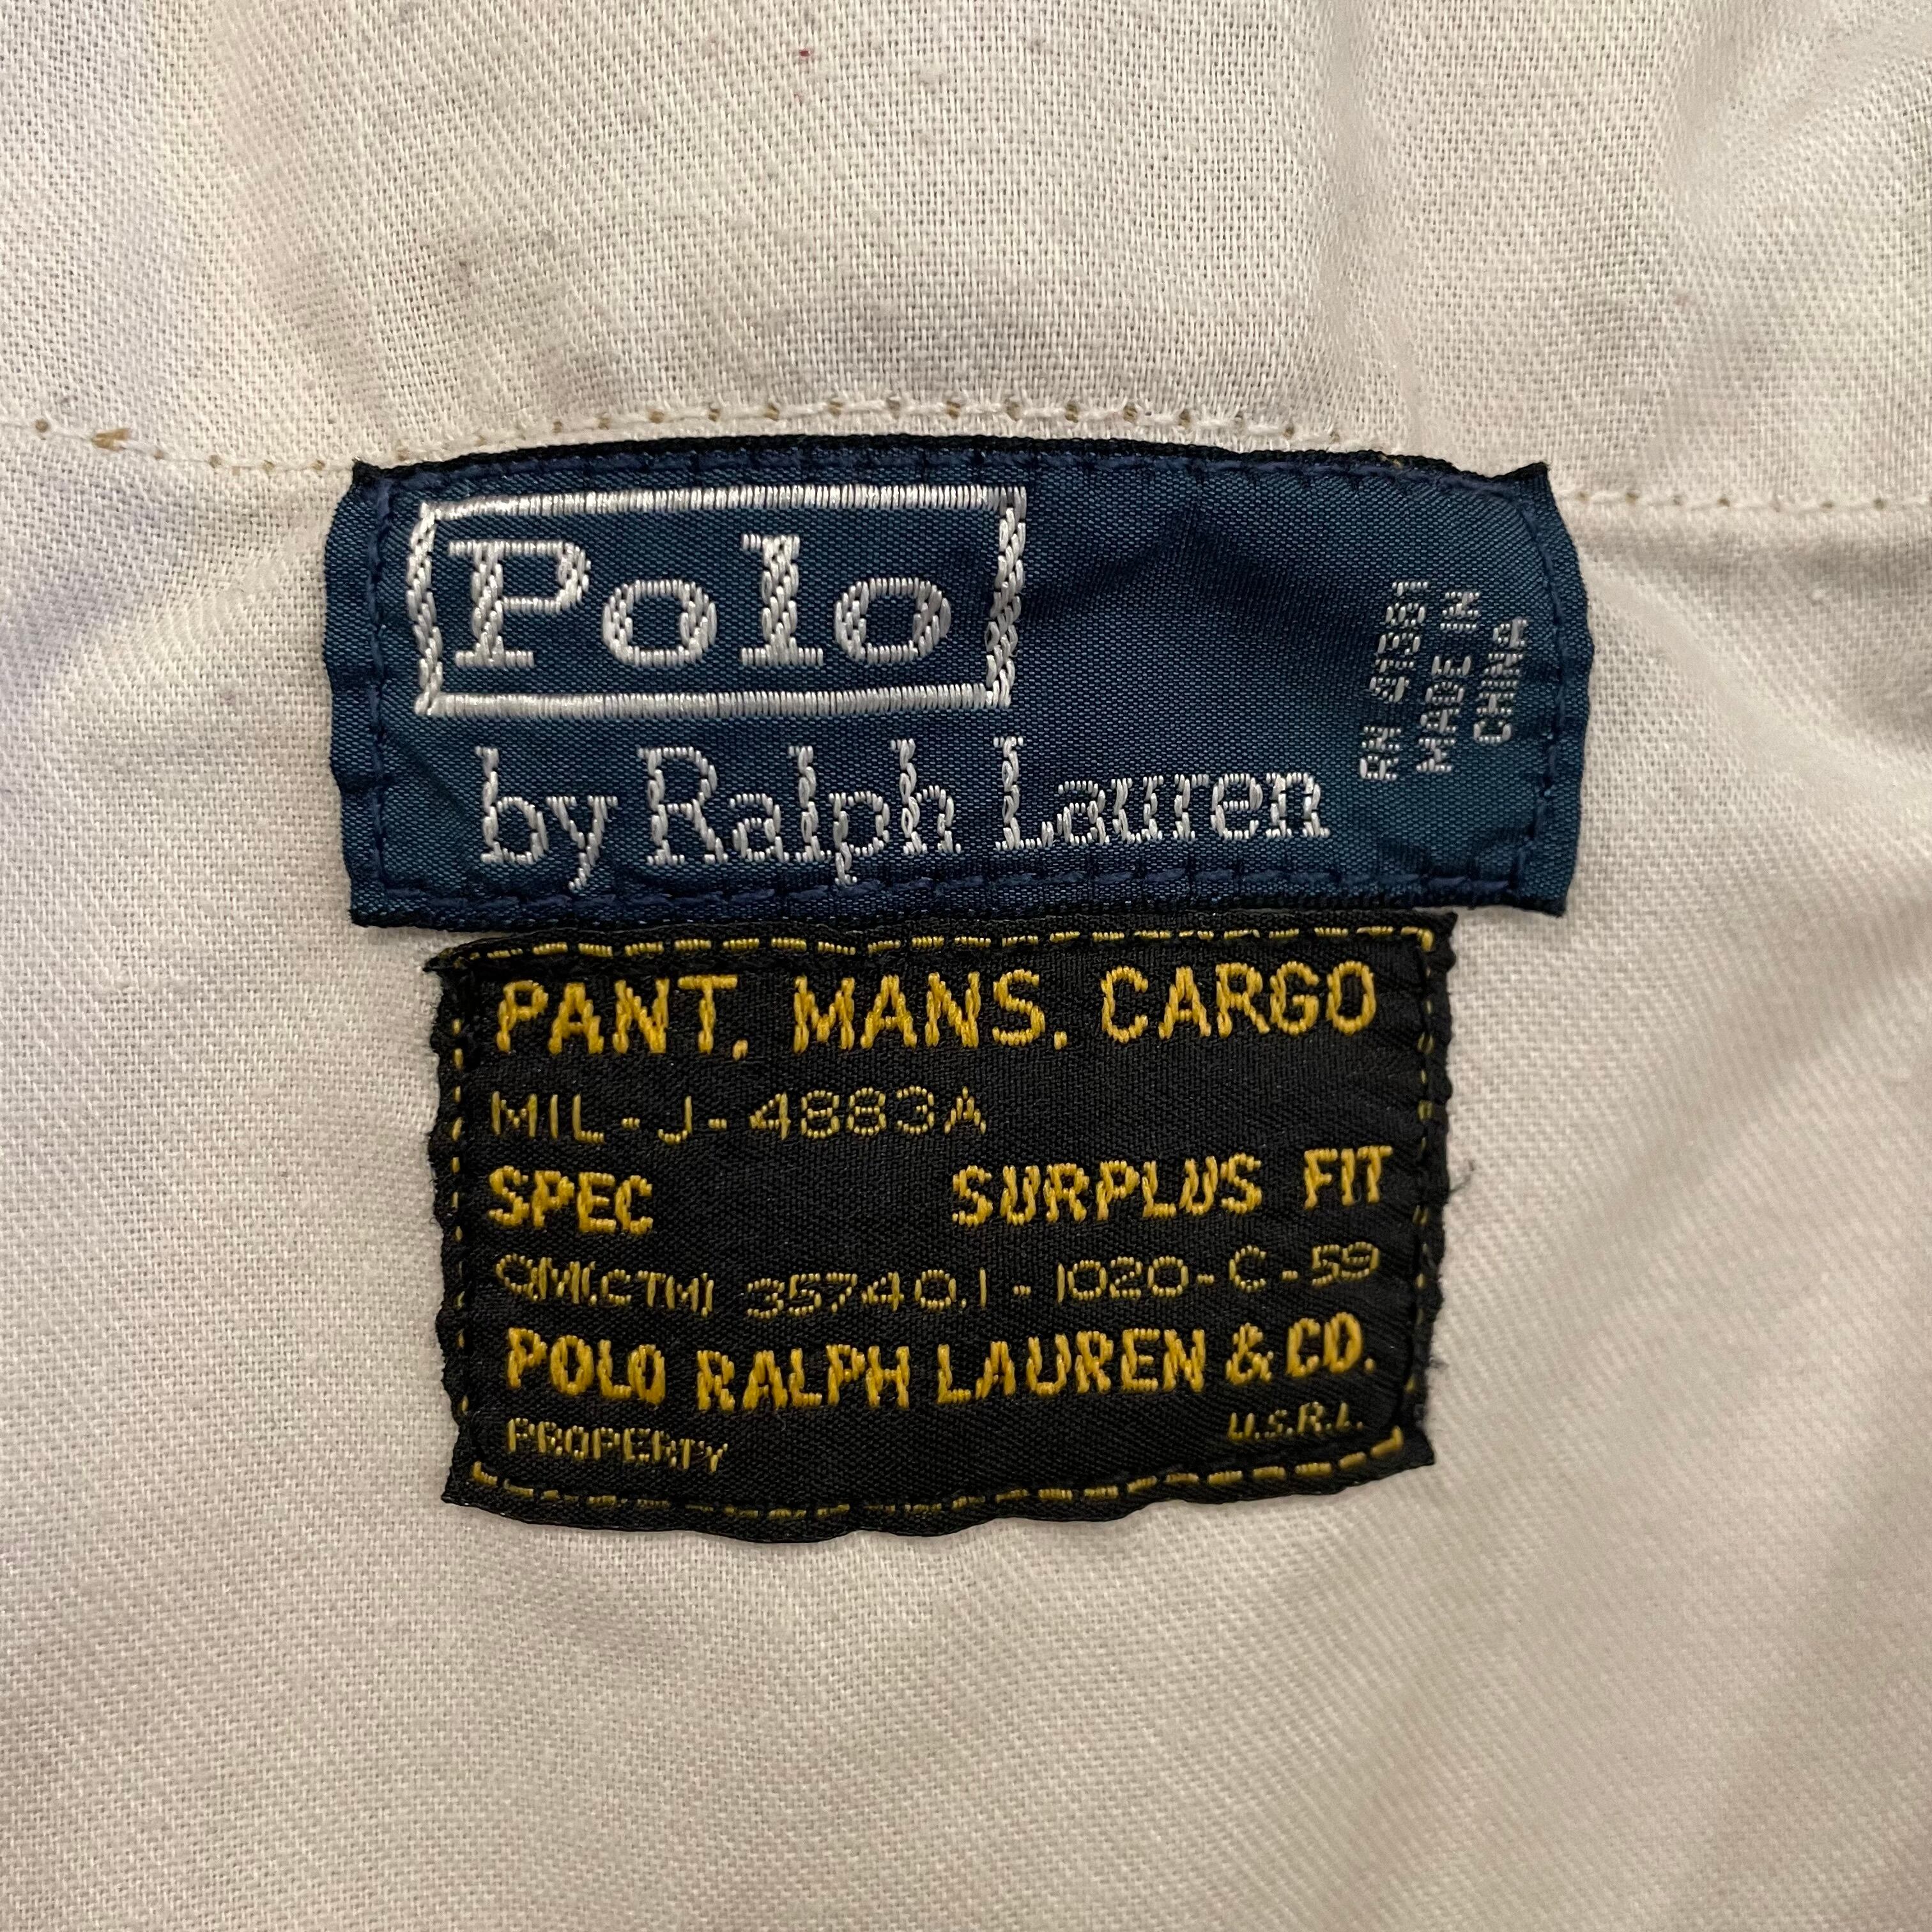 Polo
by Ralph Lauren
RN 41381
MADE IN
CHINA
PANT. MANS. CARGO
MIL-J-4883A
SPEC SURPLUS FIT
QM(CTM) 35740.1-1020-C-59
POLO RALPH LAUREN & CO.
PROPERTY U.S.R.L.